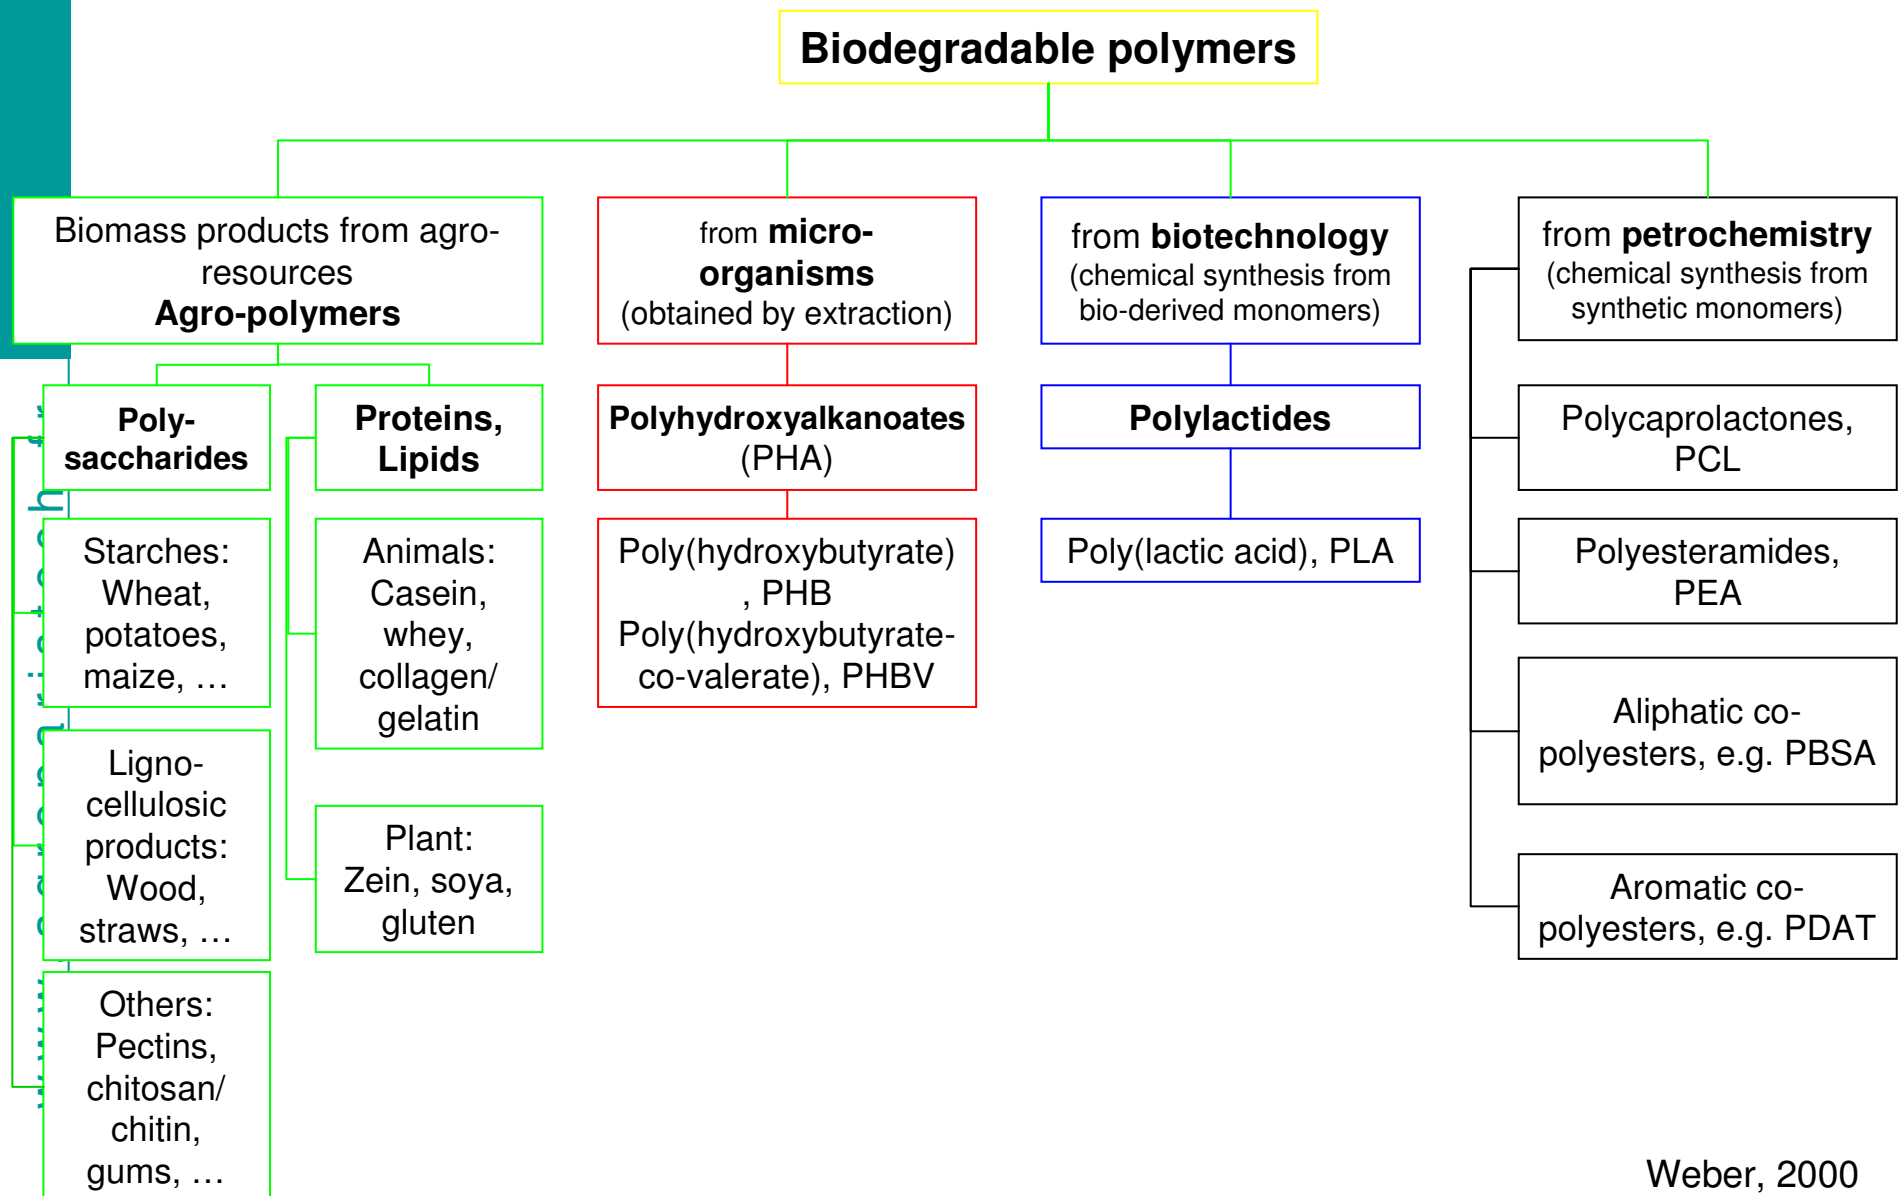 Biodegradable polymers
Biomass products from agro-
resources
Agro-polymers
from micro-
organisms
(obtained by extraction)
from biotechnology
(chemical synthesis from
bio-derived monomers)
from petrochemistry
(chemical synthesis from
synthetic monomers)
Poly-
saccharides
Proteins,
Lipids
Polyhydroxyalkanoates
(PHA)
Polylactides
Polycaprolactones,
PCL
Starches:
Wheat,
potatoes,
maize, …
Animals:
Casein,
whey,
collagen/
gelatin
Poly(hydroxybutyrate)
, PHB
Poly(hydroxybutyrate-
co-valerate), PHBV
Poly(lactic acid), PLA
Polyesteramides,
PEA
Ligno-
cellulosic
products:
Wood,
straws, …
Plant:
Zein, soya,
gluten
Aliphatic co-
polyesters, e.g. PBSA
Aromatic co-
polyesters, e.g. PDAT
Others:
Pectins,
chitosan/
chitin,
gums, …
Weber, 2000